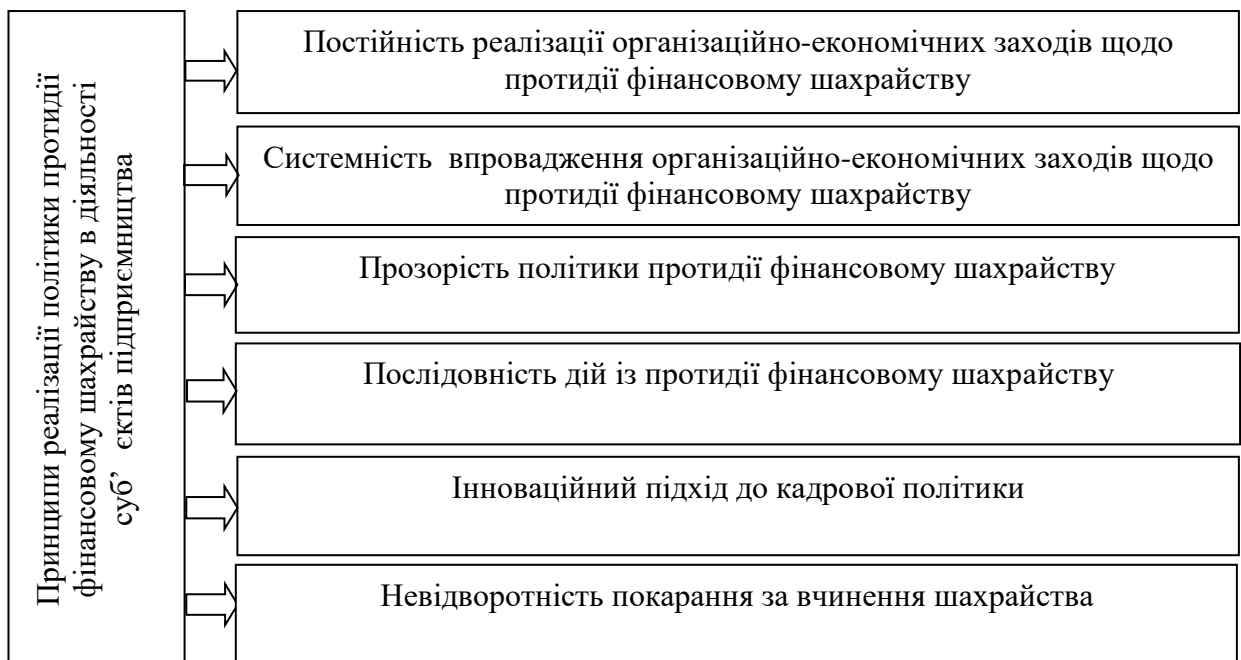 Принципи реалізації політики протидії
фінансовому шахрайству в діяльності
суб’ єктів підприємництва
Постійність реалізації організаційно-економічних заходів щодо
протидії фінансовому шахрайству
Системність впровадження організаційно-економічних заходів щодо
протидії фінансовому шахрайству
Прозорість політики протидії фінансовому шахрайству
Послідовність дій із протидії фінансовому шахрайству
Інноваційний підхід до кадрової політики
Невідворотність покарання за вчинення шахрайства